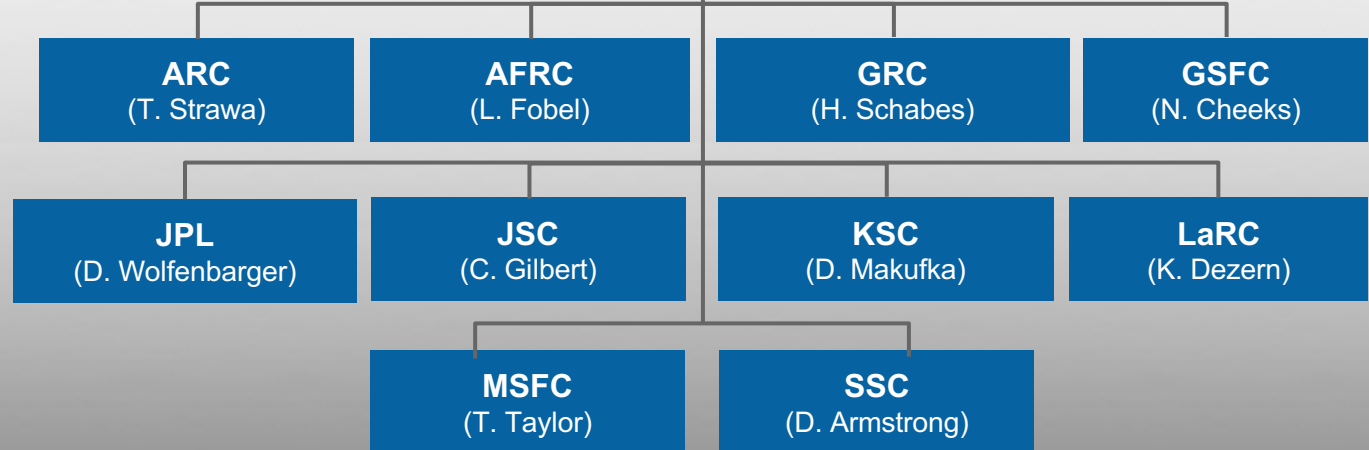 ARC
(T. Strawa)
AFRC
(L. Fobel)
GRC
(H. Schabes)
GSFC
(N. Cheeks)
JPL
(D. Wolfenbarger)
JSC
(C. Gilbert)
KSC
(D. Makufka)
LaRC
(K. Dezern)
MSFC
(T. Taylor)
SSC
(D. Armstrong)